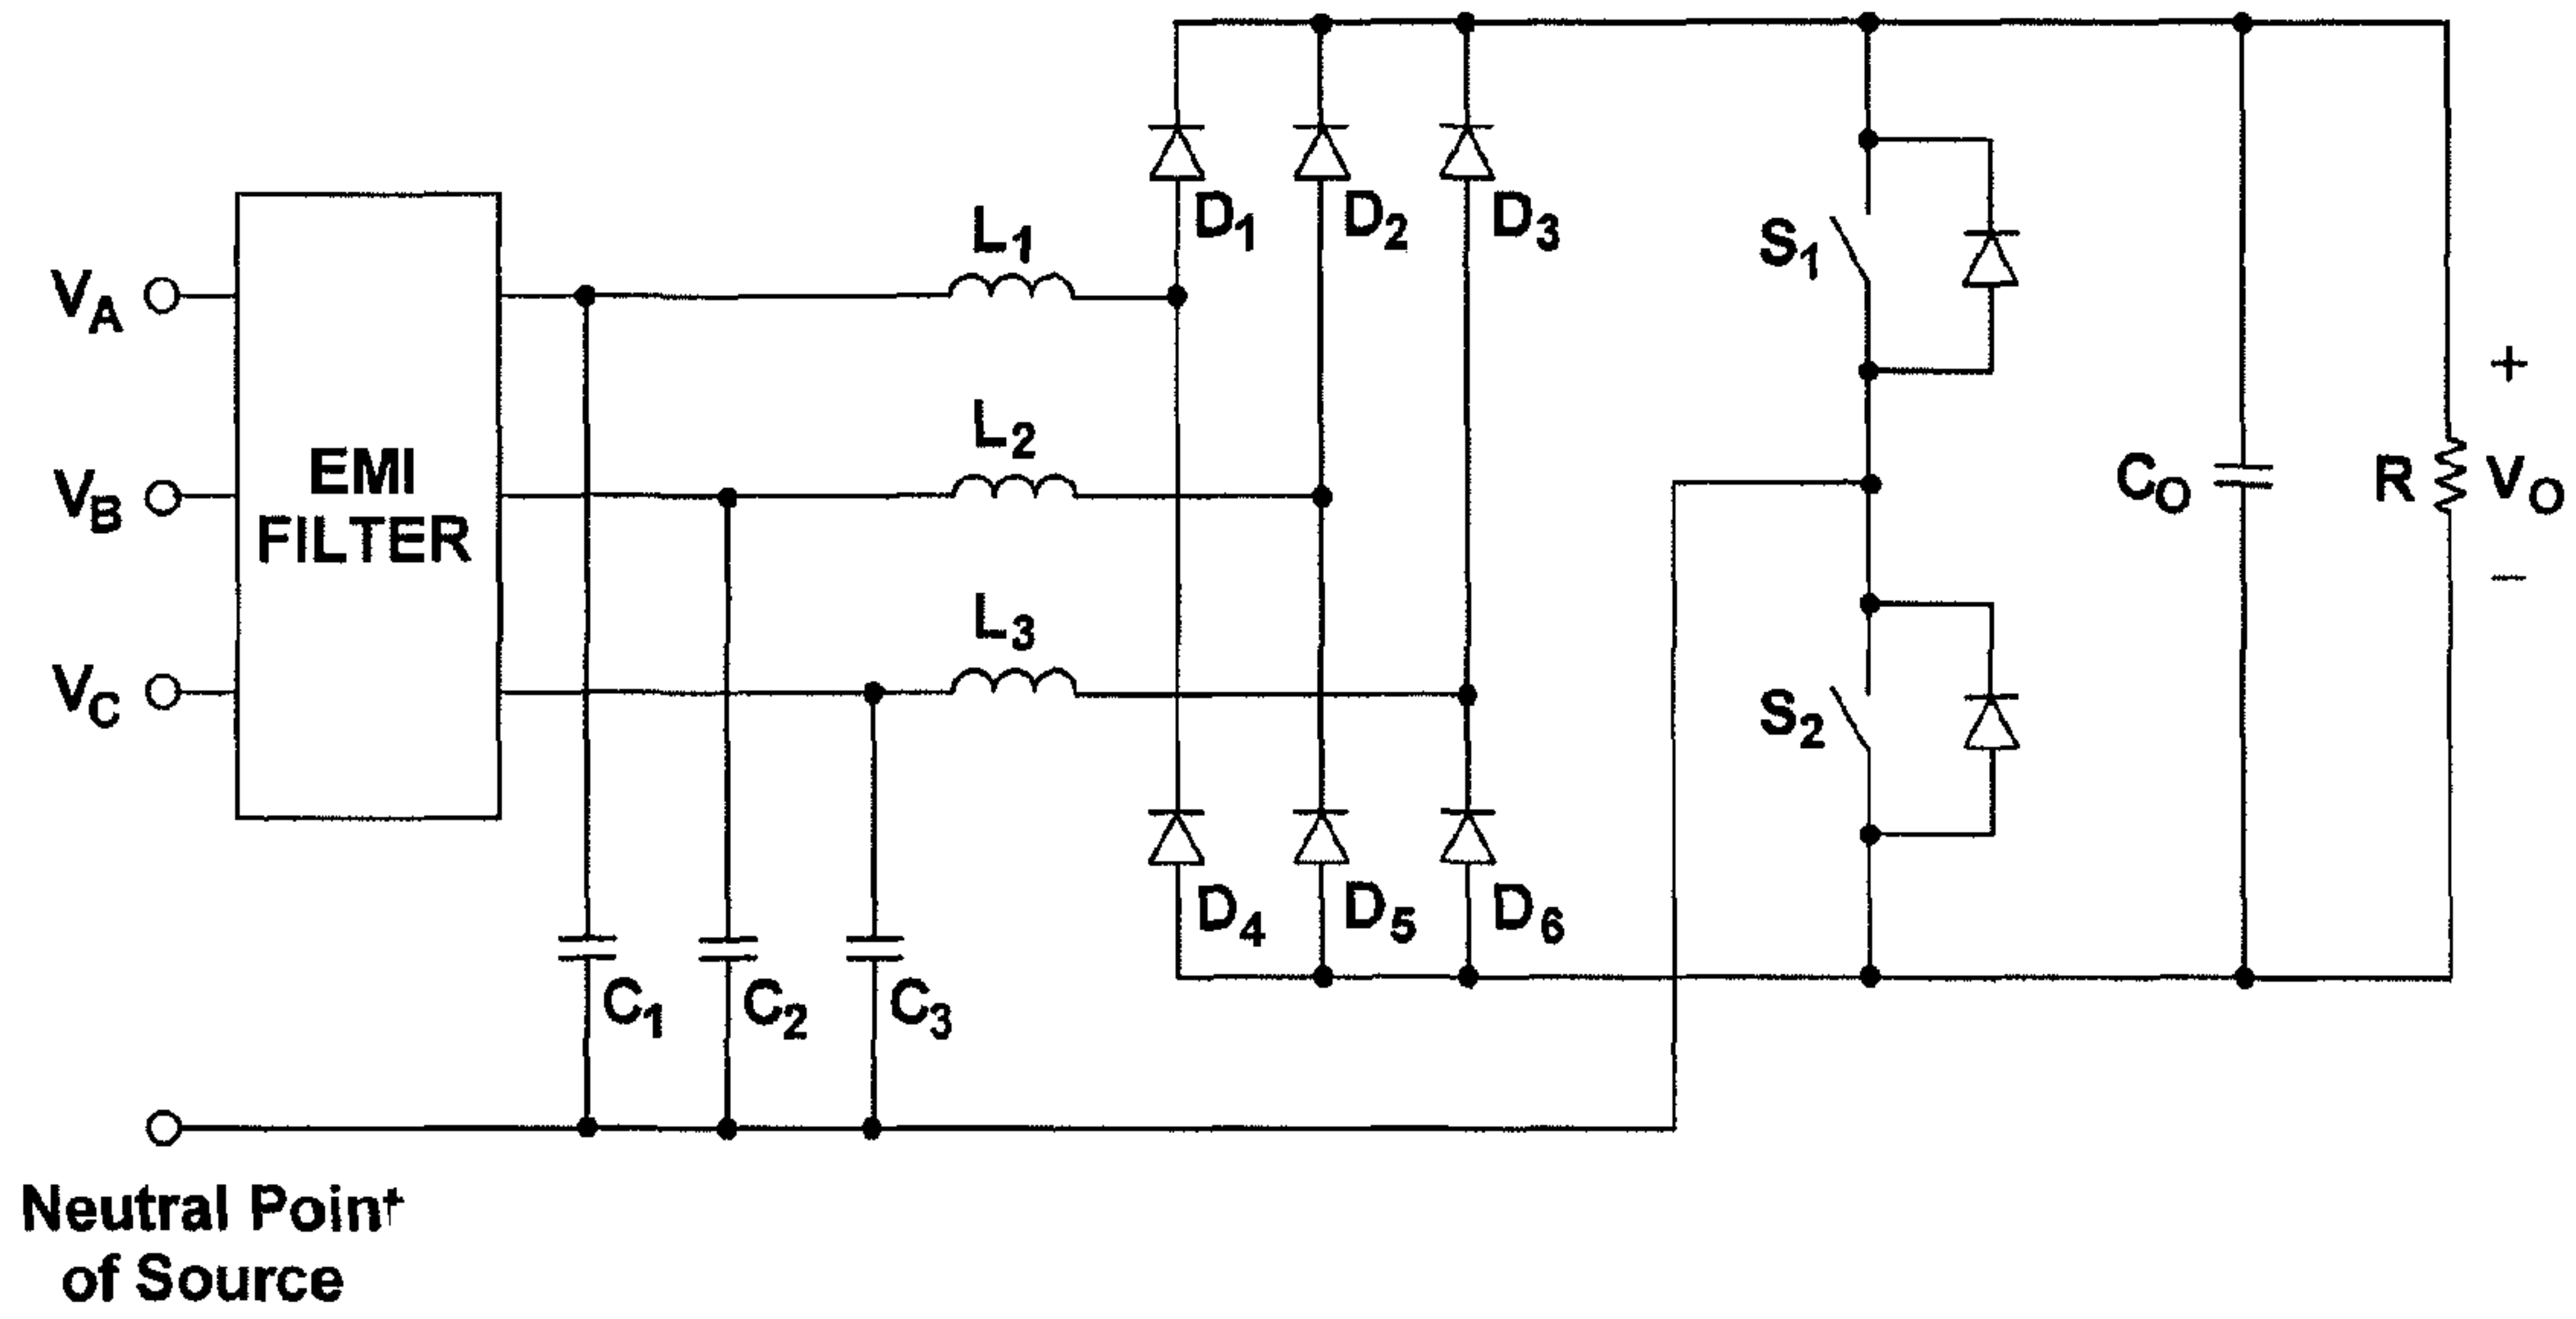 V_A
V_B
V_C
EMI
FILTER
L_1
L_2
L_3
C_1
C_2
C_3
D_1
D_2
D_3
D_4
D_5
D_6
S_1
S_2
C_O
R
+
V_O
−
Neutral Point
of Source